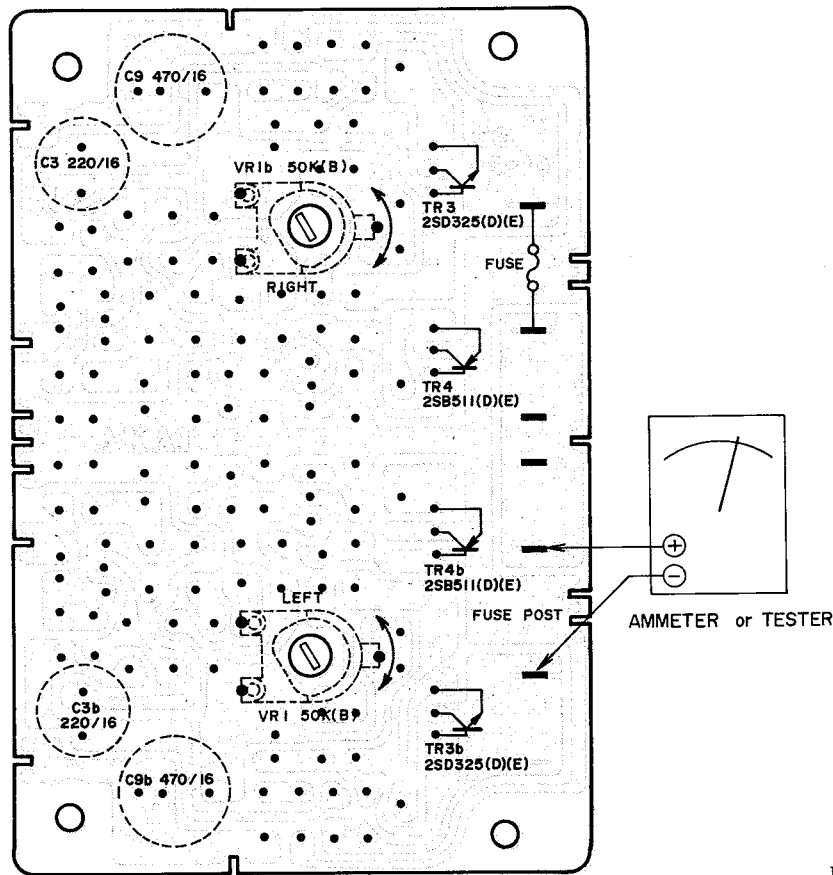 C9 470/16
C3 220/16
VR1b 50K(B)
TR3
2SD325(D)(E)
FUSE
RIGHT
TR4
2SB511(D)(E)
+
TR4b
2SB511(D)(E)
−
LEFT
FUSE POST
AMMETER or TESTER
C3b
220/16
VR1 50K(B)
TR3b
2SD325(D)(E)
C9b 470/16